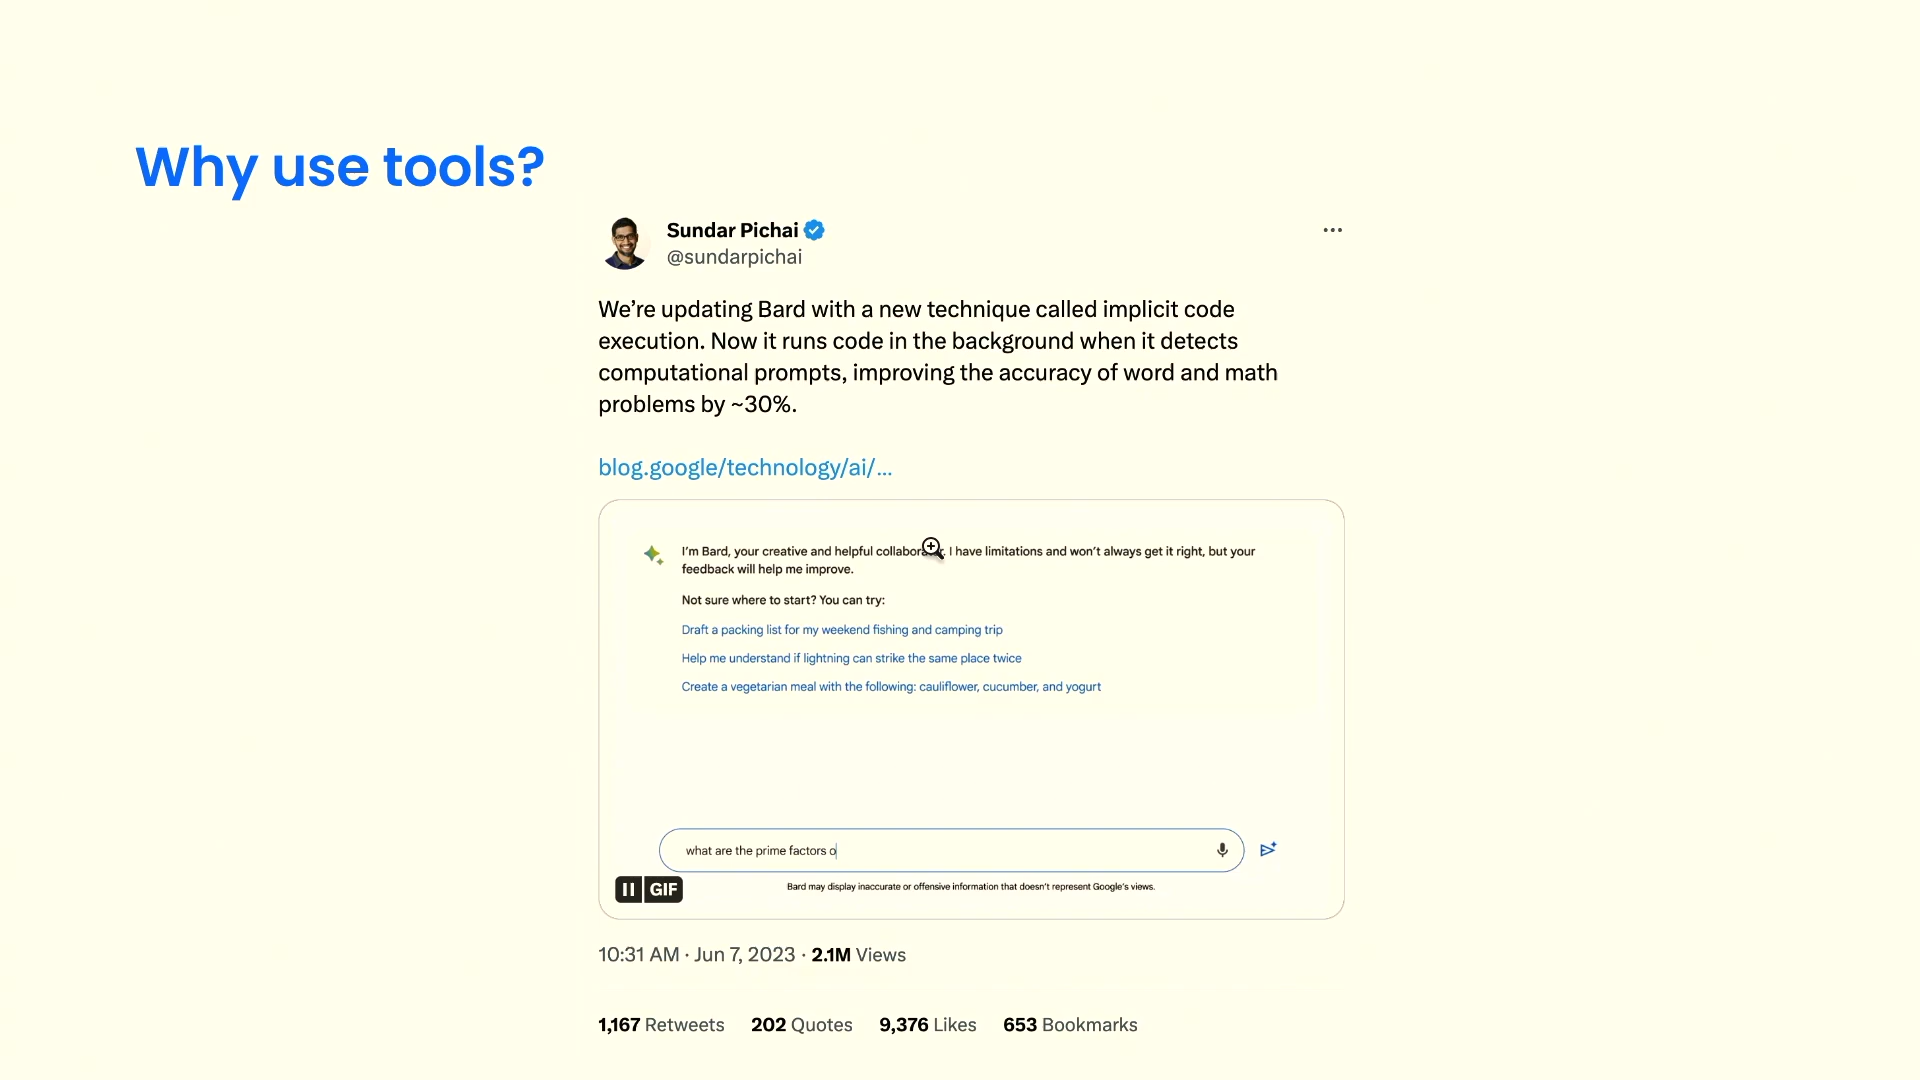 Why use tools?
Sundar Pichai
@sundarpichai
We’re updating Bard with a new technique called implicit code
execution. Now it runs code in the background when it detects
computational prompts, improving the accuracy of word and math
problems by ~30%.
blog.google/technology/ai/...
I’m Bard, your creative and helpful collaborator. I have limitations and won’t always get it right, but your
feedback will help me improve.
Not sure where to start? You can try:
Draft a packing list for my weekend fishing and camping trip
Help me understand if lightning can strike the same place twice
Create a vegetarian meal with the following: cauliflower, cucumber, and yogurt
what are the prime factors o
GIF
Bard may display inaccurate or offensive information that doesn’t represent Google’s views.
10:31 AM · Jun 7, 2023 · 2.1M Views
1,167 Retweets 202 Quotes 9,376 Likes 653 Bookmarks